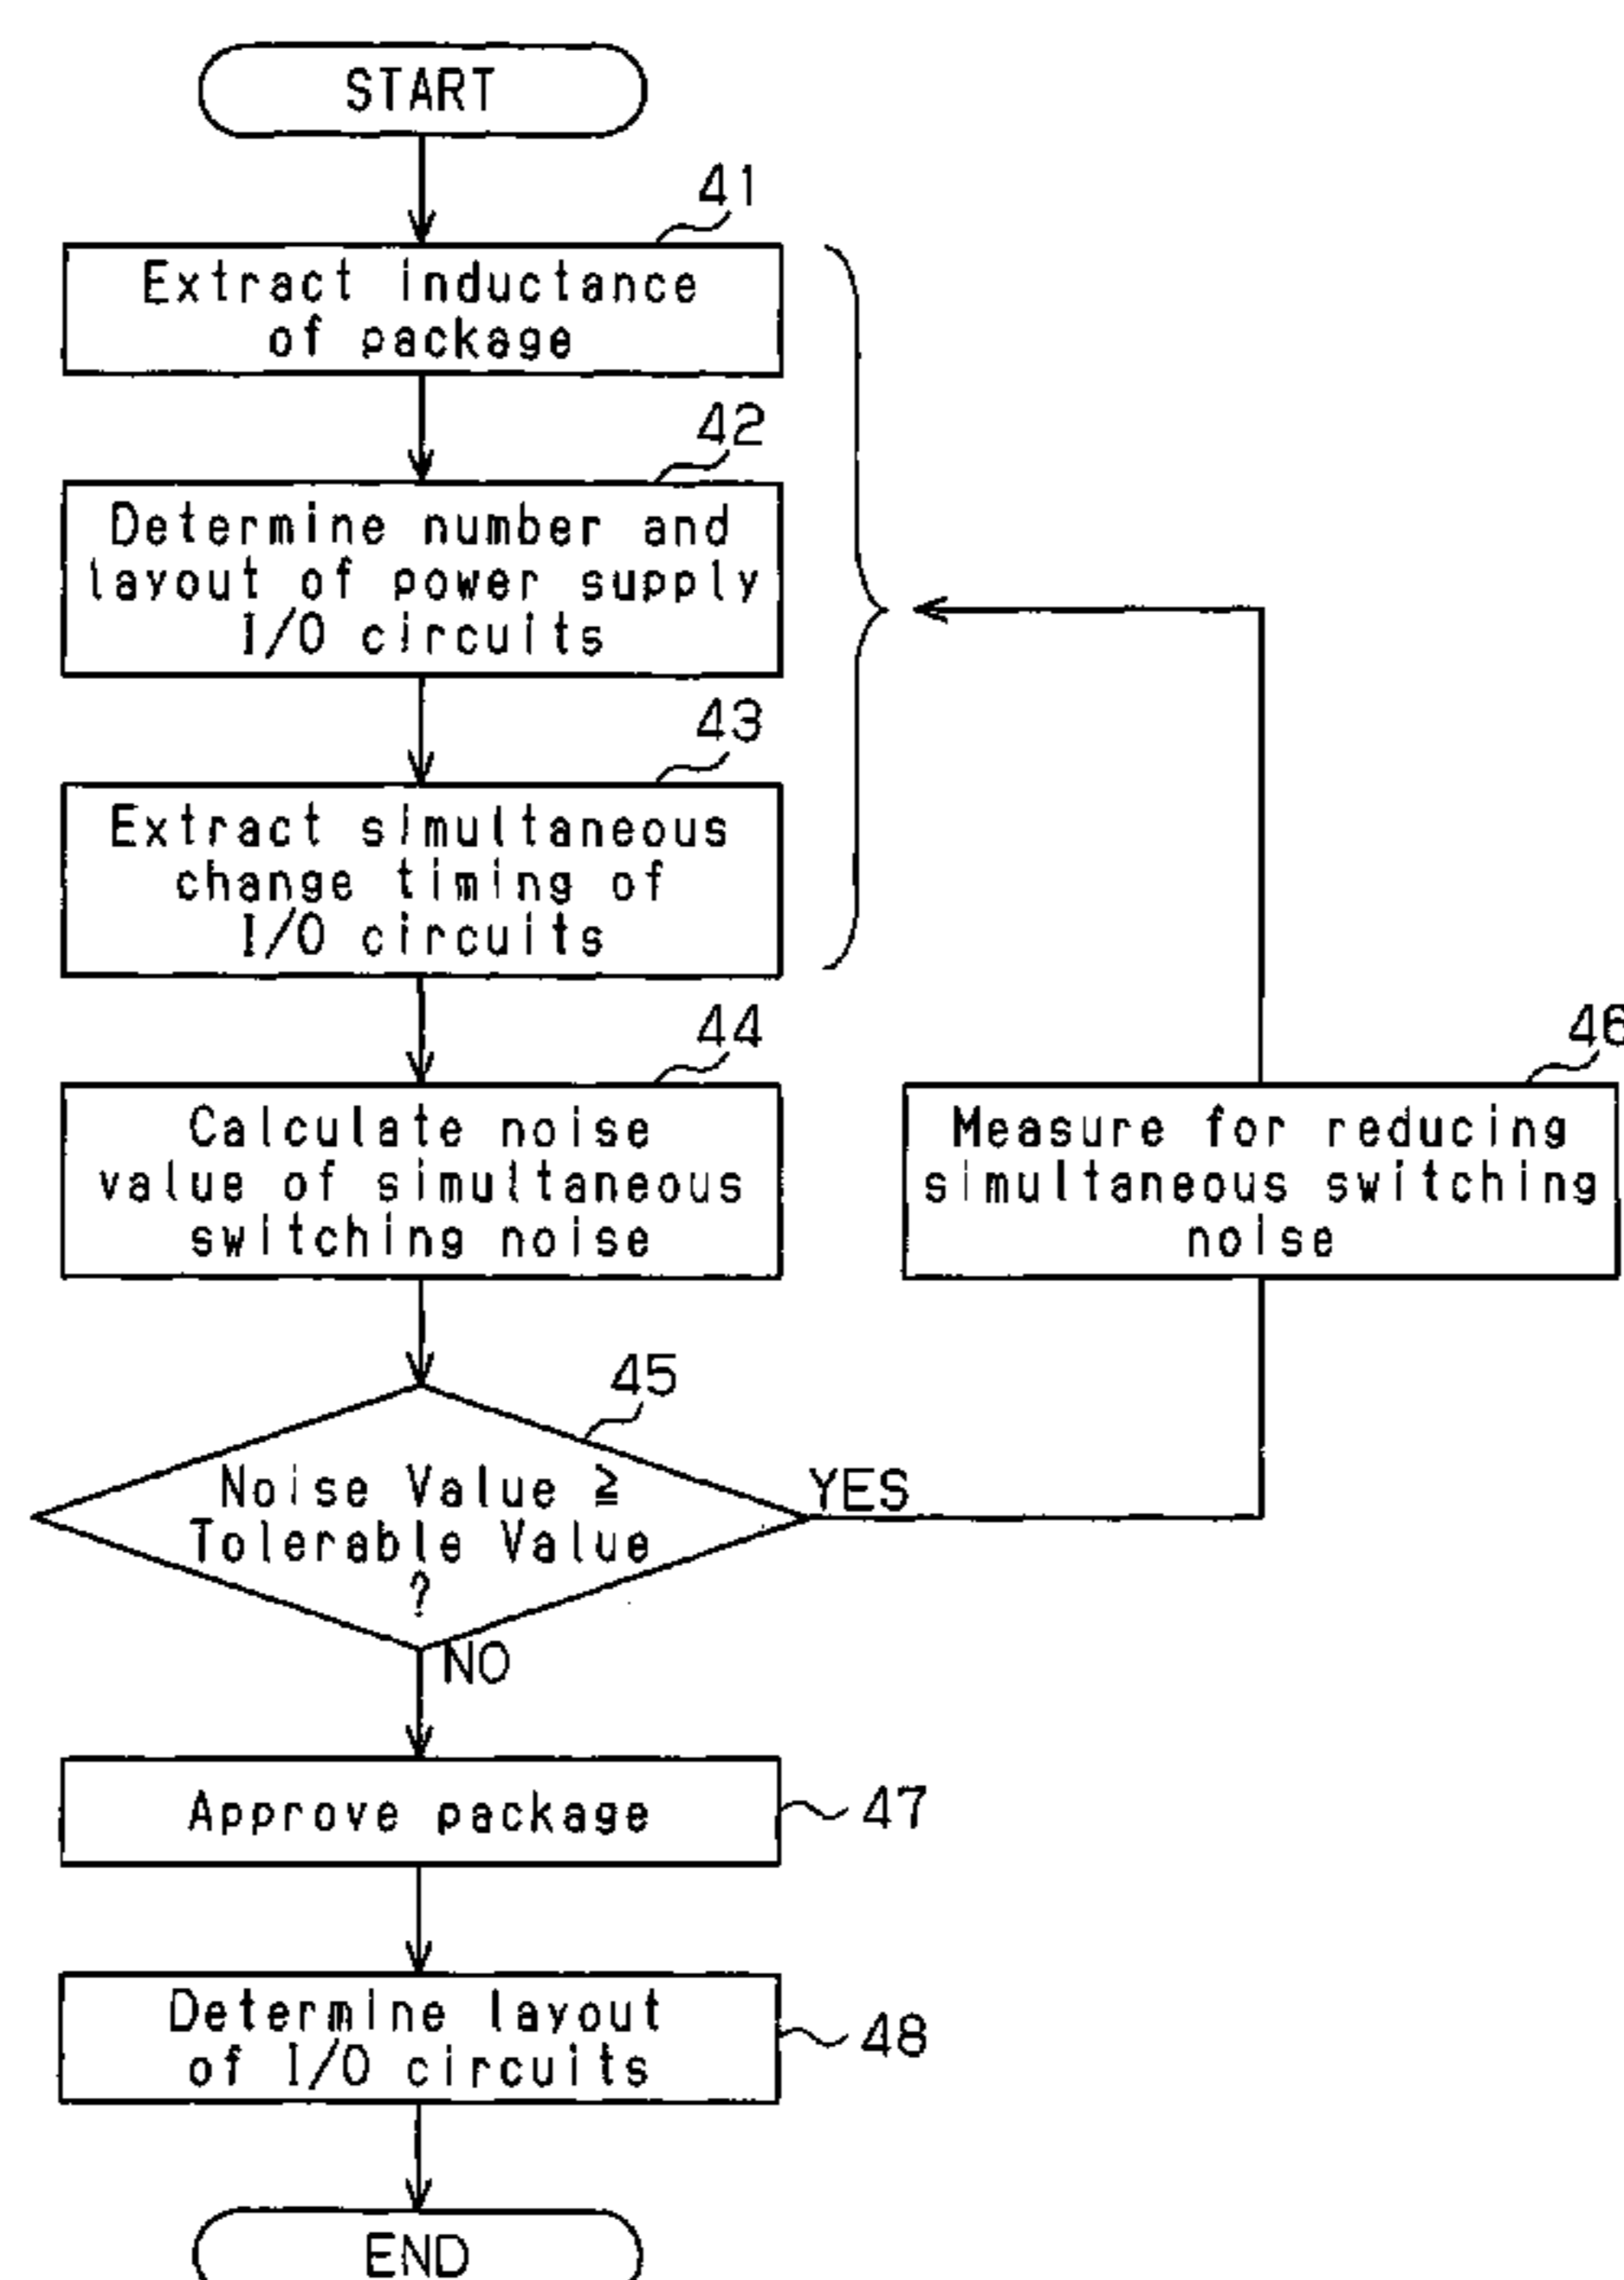 START
41
Extract inductance
of package
42
Determine number and
layout of power supply
I/O circuits
43
Extract simultaneous
change timing of
I/O circuits
44
Calculate noise
value of simultaneous
switching noise
46
Measure for reducing
simultaneous switching
noise
45
Noise Value ≧
Tolerable Value
?
YES
NO
Approve package
47
Determine layout
of I/O circuits
48
END